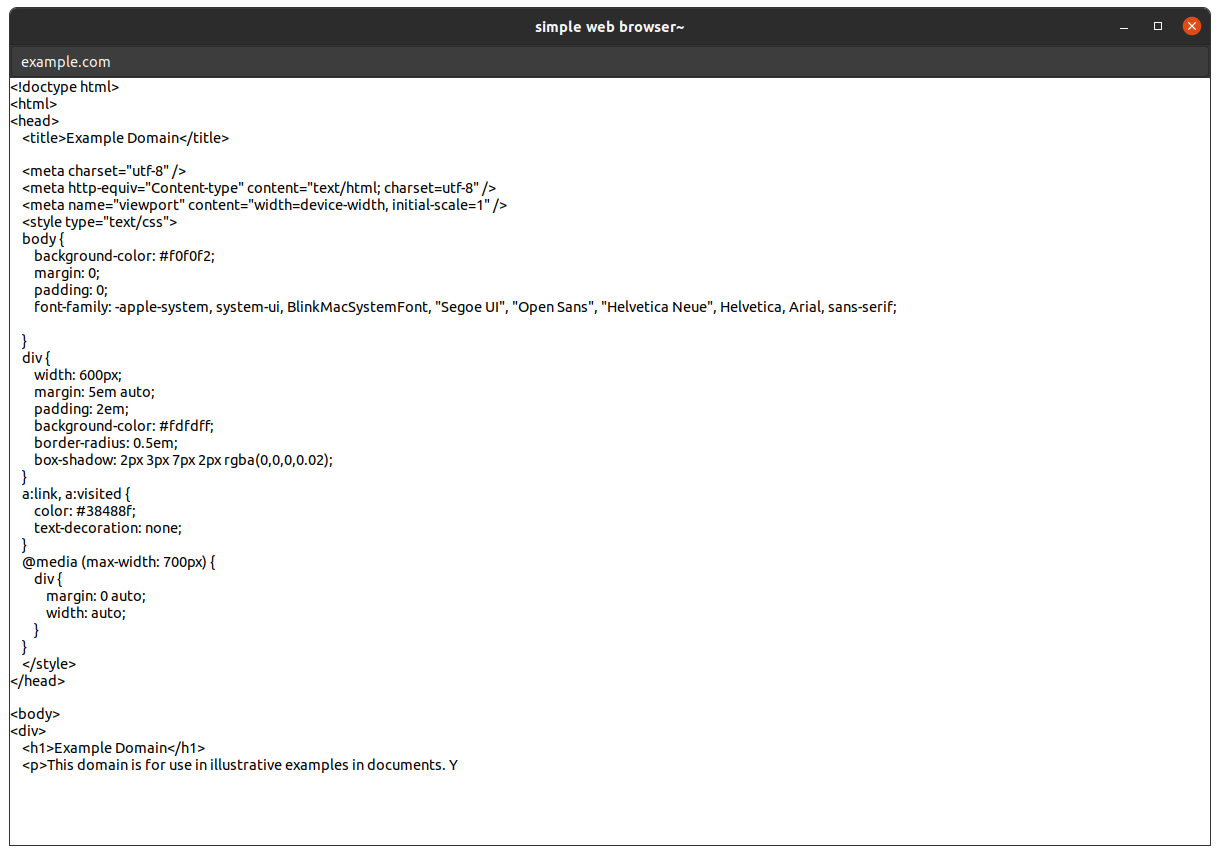 simple web browser~
example.com
<!doctype html>
<html>
<head>
<title>Example Domain</title>
<meta charset="utf-8" />
<meta http-equiv="Content-type" content="text/html; charset=utf-8" />
<meta name="viewport" content="width=device-width, initial-scale=1" />
<style type="text/css">
body {
background-color: #f0f0f2;
margin: 0;
padding: 0;
font-family: -apple-system, system-ui, BlinkMacSystemFont, "Segoe UI", "Open Sans", "Helvetica Neue", Helvetica, Arial, sans-serif;
}
div {
width: 600px;
margin: 5em auto;
padding: 2em;
background-color: #fdfdff;
border-radius: 0.5em;
box-shadow: 2px 3px 7px 2px rgba(0,0,0,0.02);
}
a:link, a:visited {
color: #38488f;
text-decoration: none;
}
@media (max-width: 700px) {
div {
margin: 0 auto;
width: auto;
}
}
</style>
</head>
<body>
<div>
<h1>Example Domain</h1>
<p>This domain is for use in illustrative examples in documents. Y